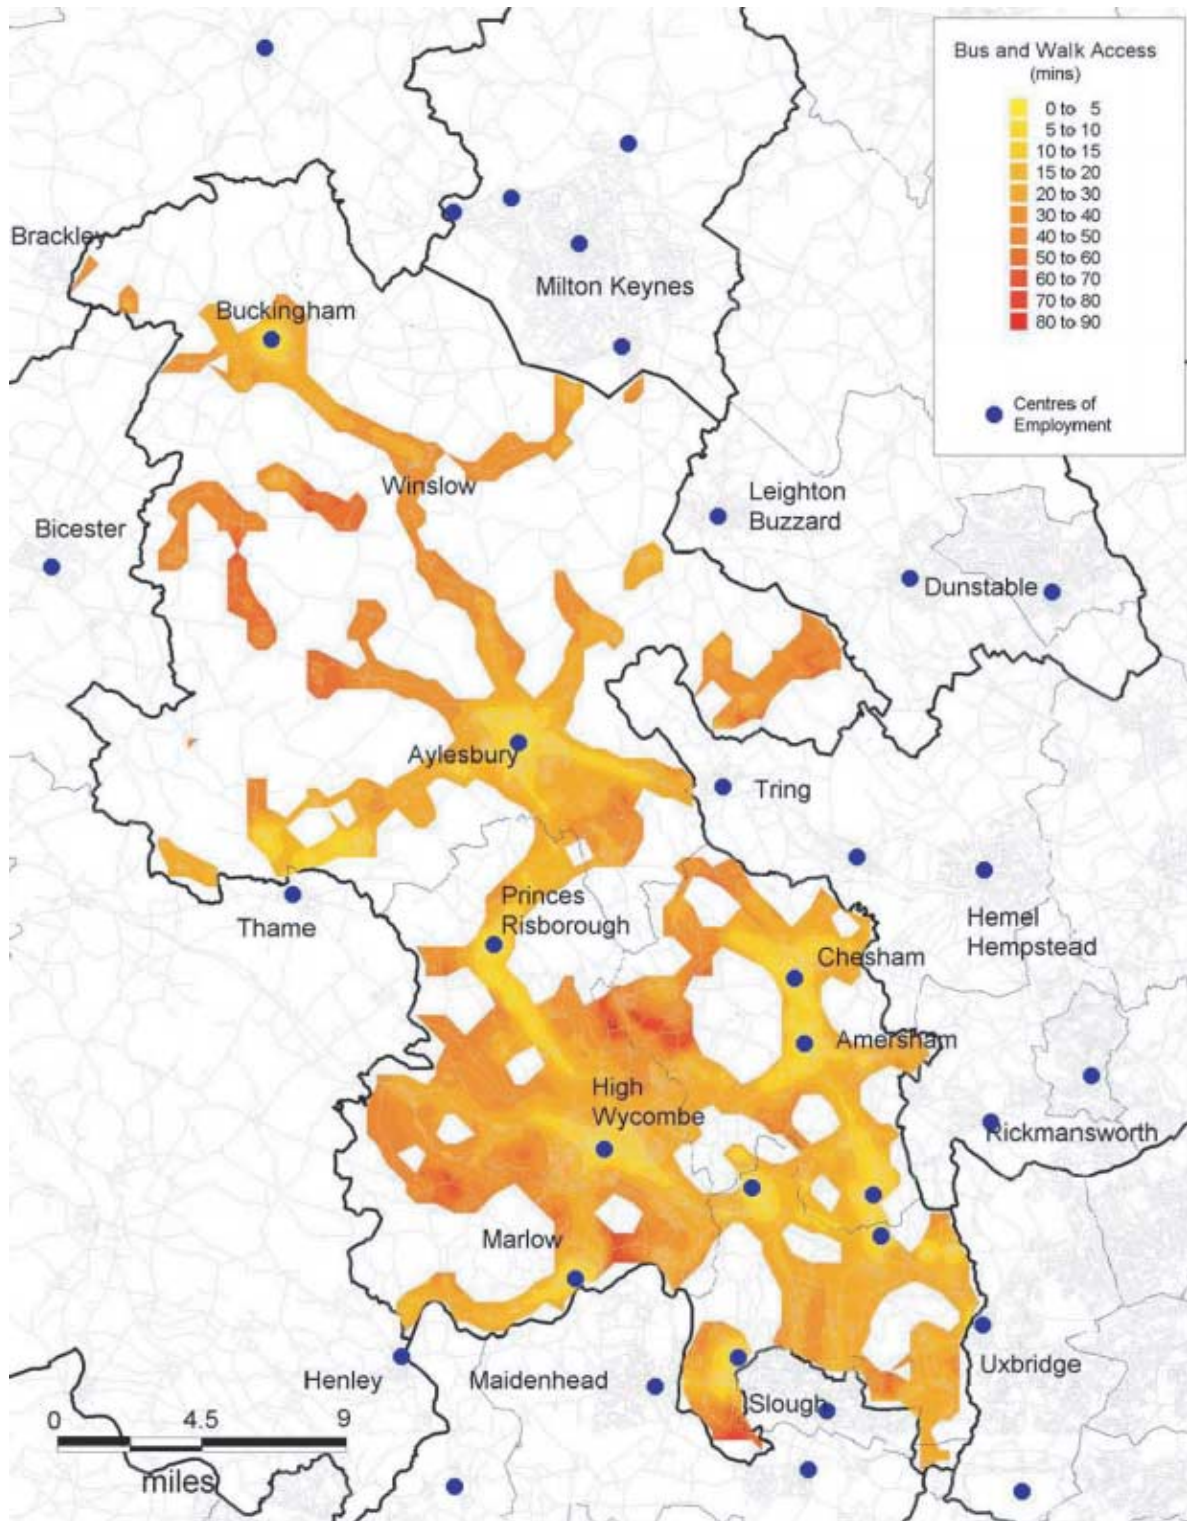 Bus and Walk Access
(mins)
0 to 5
5 to 10
10 to 15
15 to 20
20 to 30
30 to 40
40 to 50
50 to 60
60 to 70
70 to 80
80 to 90
Centres of
Employment
Brackley
Milton Keynes
Buckingham
Winslow
Leighton
Buzzard
Bicester
Dunstable
Aylesbury
Tring
Princes
Risborough
Thame
Hemel
Hempstead
Chesham
Amersham
High
Wycombe
Rickmansworth
Marlow
Uxbridge
Henley
Maidenhead
Slough
0 4.5 9
miles